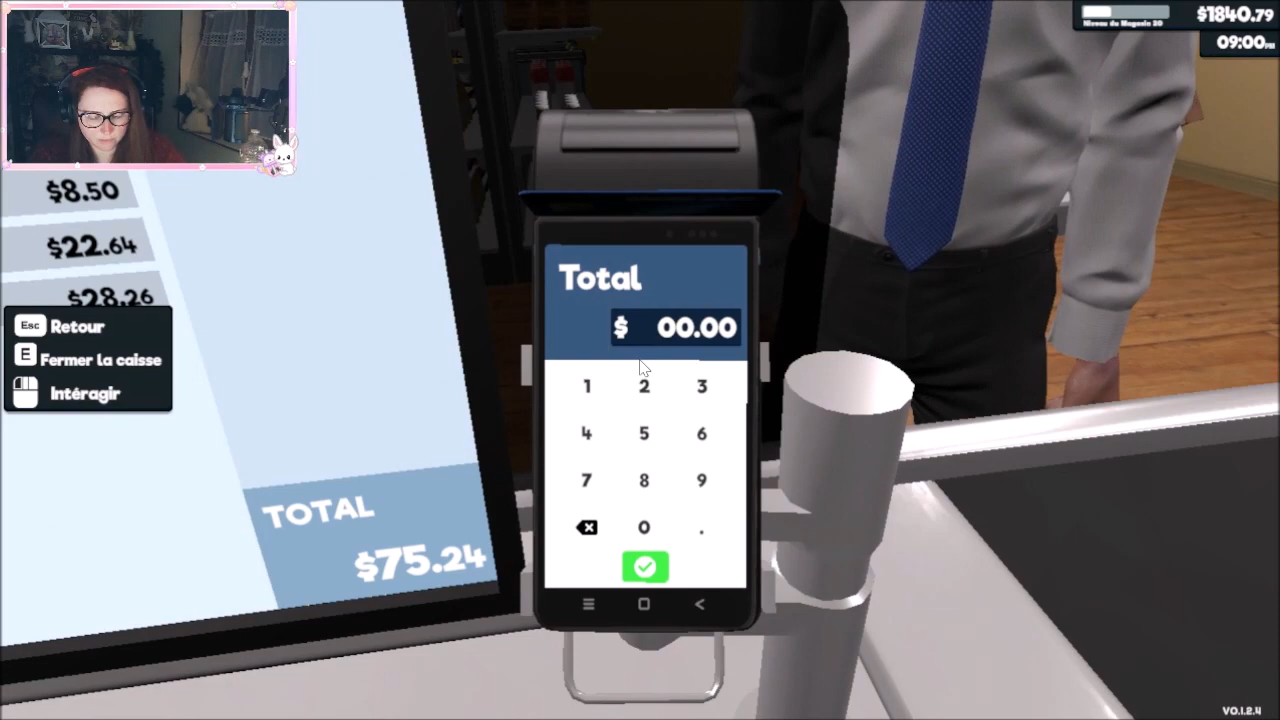 $1840.79
Niveau du Magasin 20
09:00PM
$8.50
$22.64
$28.26
Esc Retour
E Fermer la caisse
Intéragir
TOTAL
$75.24
Total
$ 00.00
1 2 3
4 5 6
7 8 9
0 .
V0.1.2.4